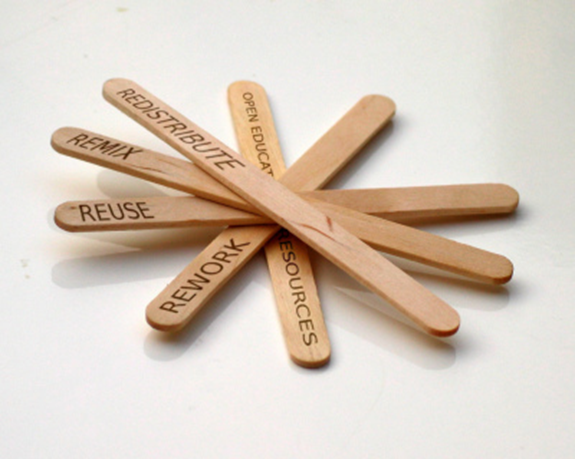 REDISTRIBUTE
REMIX
REUSE
REWORK
OPEN EDUCAT
RESOURCES